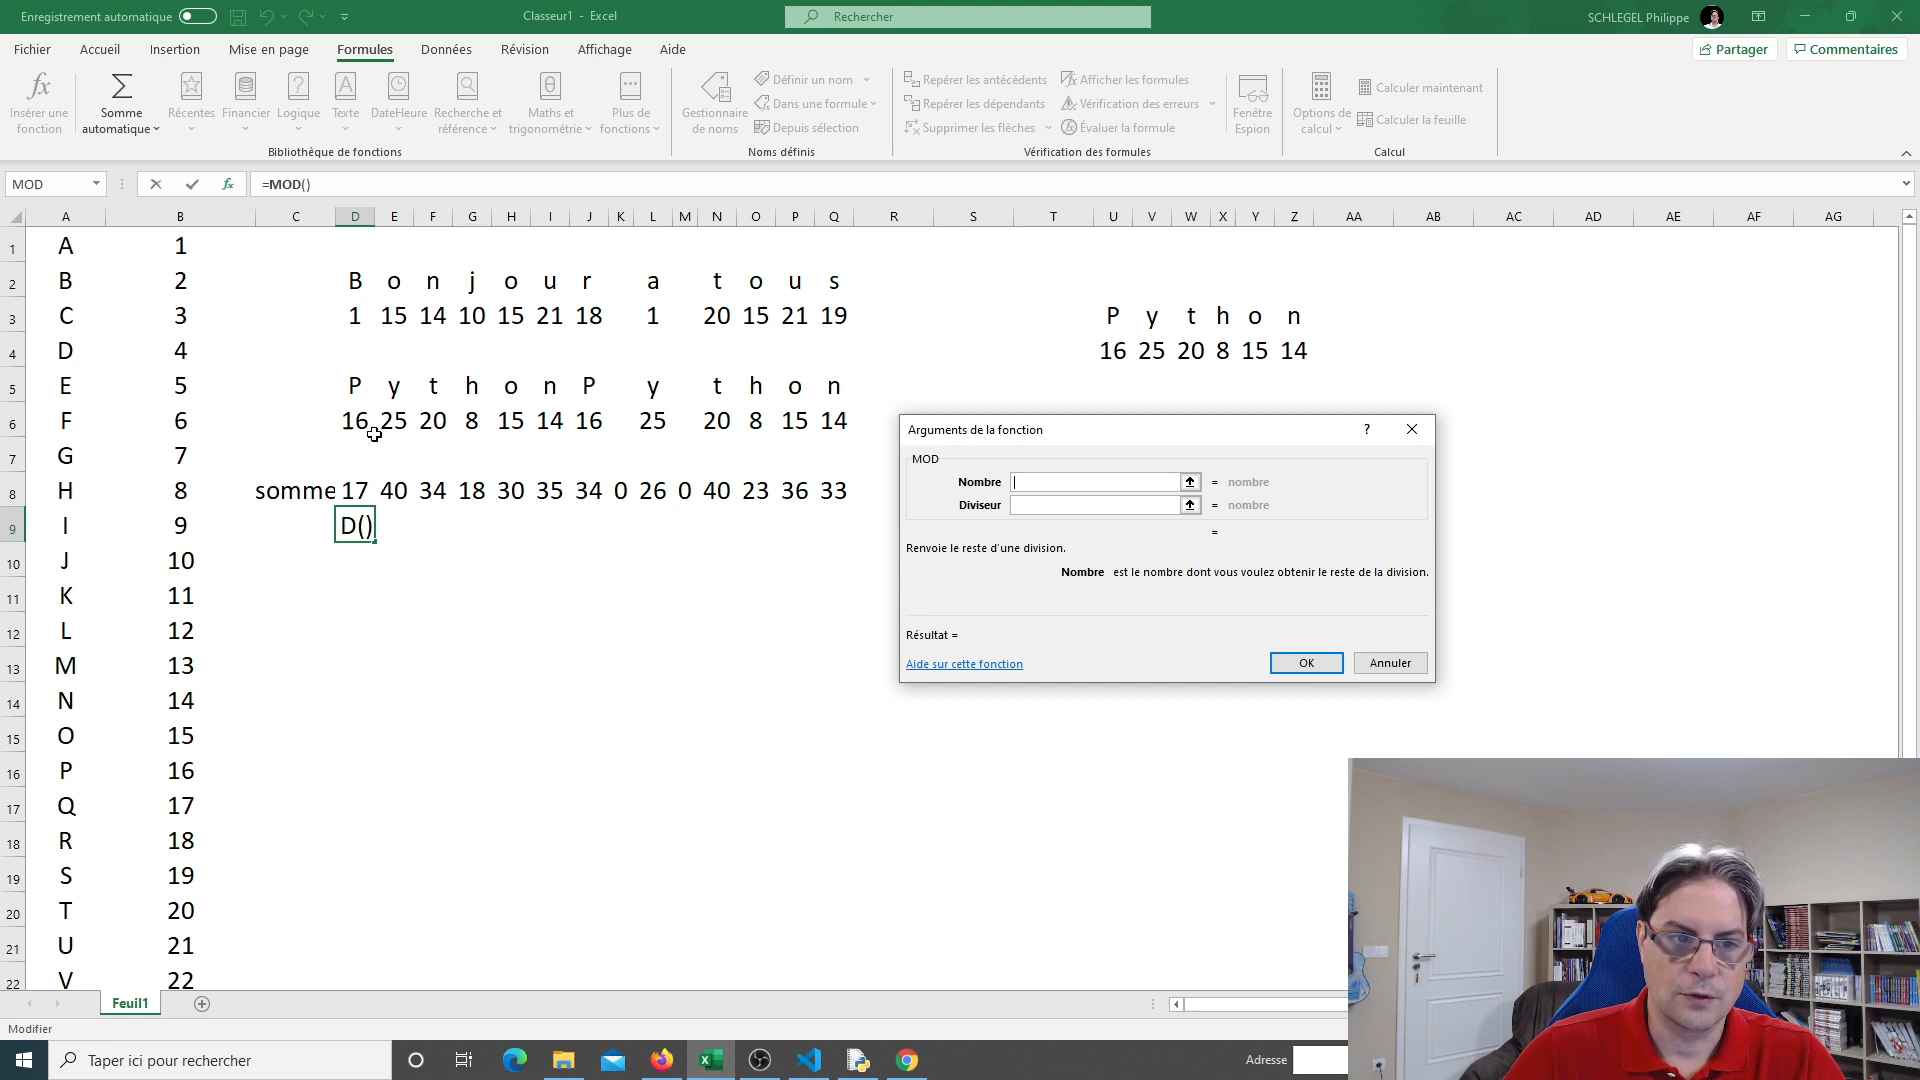 Enregistrement automatique
Classeur1 - Excel
Rechercher
SCHLEGEL Philippe
Fichier Accueil Insertion Mise en page Formules Données Révision Affichage Aide
Partager Commentaires
Insérer une fonction
Somme automatique
Récentes
Financier
Logique
Texte
DateHeure
Recherche et référence
Maths et trigonométrie
Plus de fonctions
Bibliothèque de fonctions
Gestionnaire de noms
Définir un nom
Dans une formule
Depuis sélection
Noms définis
Repérer les antécédents
Repérer les dépendants
Supprimer les flèches
Afficher les formules
Vérification des erreurs
Évaluer la formule
Vérification des formules
Fenêtre Espion
Options de calcul
Calculer maintenant
Calculer la feuille
Calcul
MOD
fx
=MOD()
A B C D E F G H I J K L M N O P Q R S T U V W X Y Z AA AB AC AD AE AF AG
1 A 1
2 B 2 B o n j o u r a t o u s
3 C 3 1 15 14 10 15 21 18 1 20 15 21 19 P y t h o n
4 D 4 16 25 20 8 15 14
5 E 5 P y t h o n P y t h o n
6 F 6 16 25 20 8 15 14 16 25 20 8 15 14
7 G 7
8 H 8 somme 17 40 34 18 30 35 34 0 26 0 40 23 36 33
9 I 9 D()
10 J 10
11 K 11
12 L 12
13 M 13
14 N 14
15 O 15
16 P 16
17 Q 17
18 R 18
19 S 19
20 T 20
21 U 21
22 V 22
Arguments de la fonction ?
MOD
Nombre = nombre
Diviseur = nombre
=
Renvoie le reste d'une division.
Nombre est le nombre dont vous voulez obtenir le reste de la division.
Résultat =
Aide sur cette fonction
OK Annuler
Feuil1
Modifier
Taper ici pour rechercher
Adresse